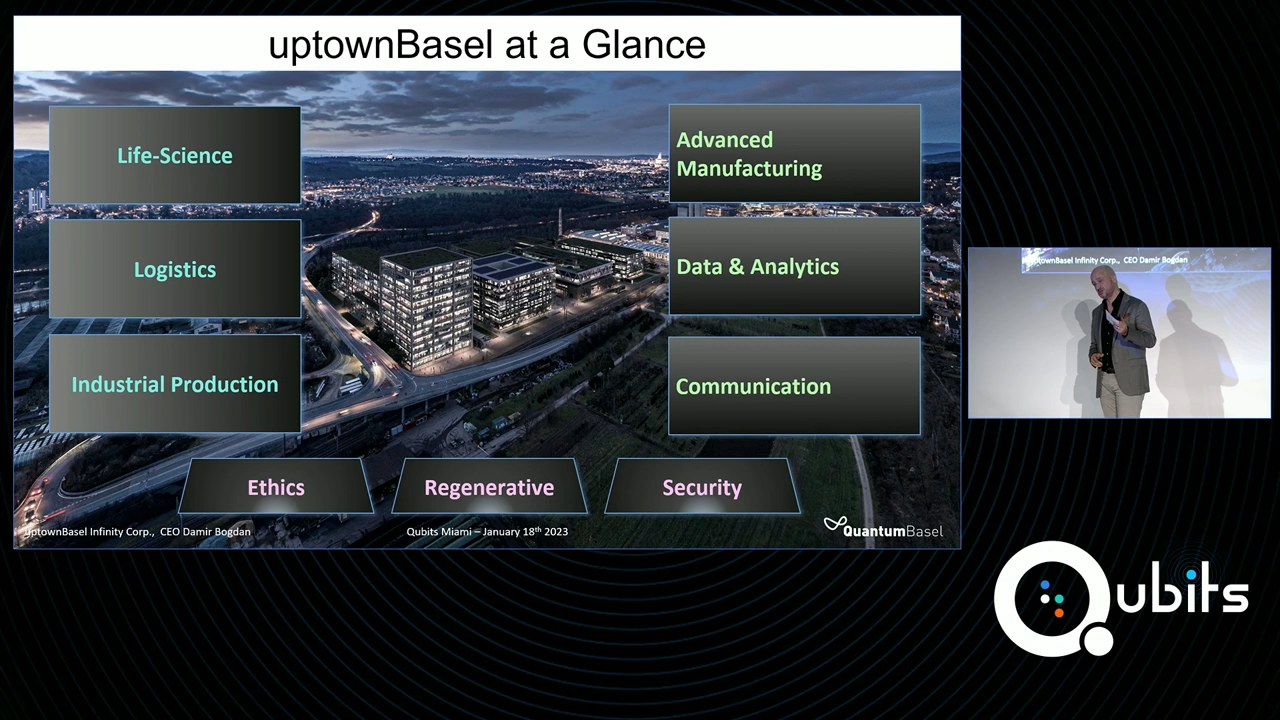 uptownBasel at a Glance
Life-Science
Advanced
Manufacturing
Logistics
Data & Analytics
Industrial Production
Communication
Ethics
Regenerative
Security
uptownBasel Infinity Corp., CEO Damir Bogdan
Qubits Miami – January 18th 2023
QuantumBasel
uptownBasel Infinity Corp., CEO Damir Bogdan
Qubits